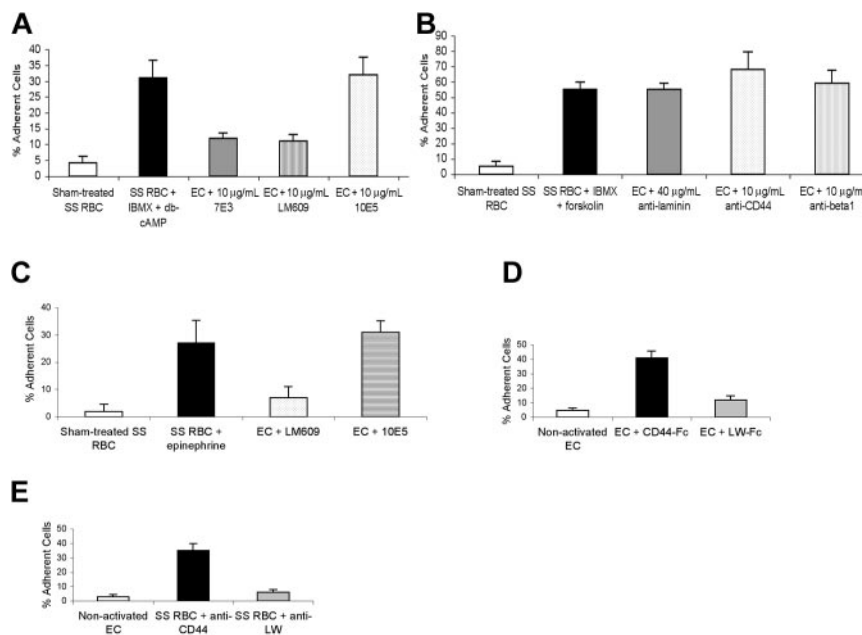 A
% Adherent Cells
40
35
30
25
20
15
10
5
0
Sham-treated SS RBC
SS RBC + IBMX + db-cAMP
EC + 10 µg/mL 7E3
EC + 10 µg/mL LM609
EC + 10 µg/mL 10E5
B
% Adherent Cells
90
80
70
60
50
40
30
20
10
0
Sham-treated SS RBC
SS RBC + IBMX + forskolin
EC + 40 µg/mL anti-laminin
EC + 10 µg/mL anti-CD44
EC + 10 µg/mL anti-beta1
C
% Adherent Cells
40
30
20
10
0
Sham-treated SS RBC
SS RBC + epinephrine
EC + LM609
EC + 10E5
D
% Adherent Cells
50
40
30
20
10
0
Non-activated EC
EC + CD44-Fc
EC + LW-Fc
E
% Adherent Cells
50
40
30
20
10
0
Non-activated EC
SS RBC + anti-CD44
SS RBC + anti-LW